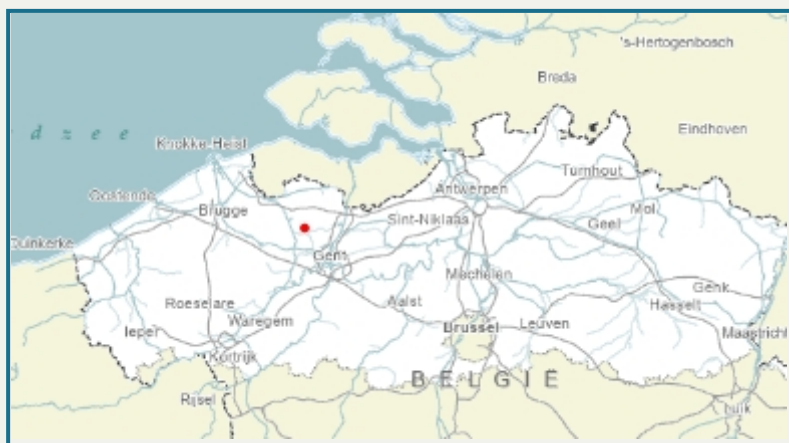 's-Hertogenbosch
Breda
dzee
Eindhoven
Knokke-Heist
Turnhout
Antwerpen
Oostende
Brugge
Sint-Niklaas
Mol
Geel
Duinkerke
Gent
Mechelen
Genk
Roeselare
Aalst
Hasselt
Waregem
Brussel
Leuven
Ieper
Maastricht
Kortrijk
BELGIË
Rijsel
Luik